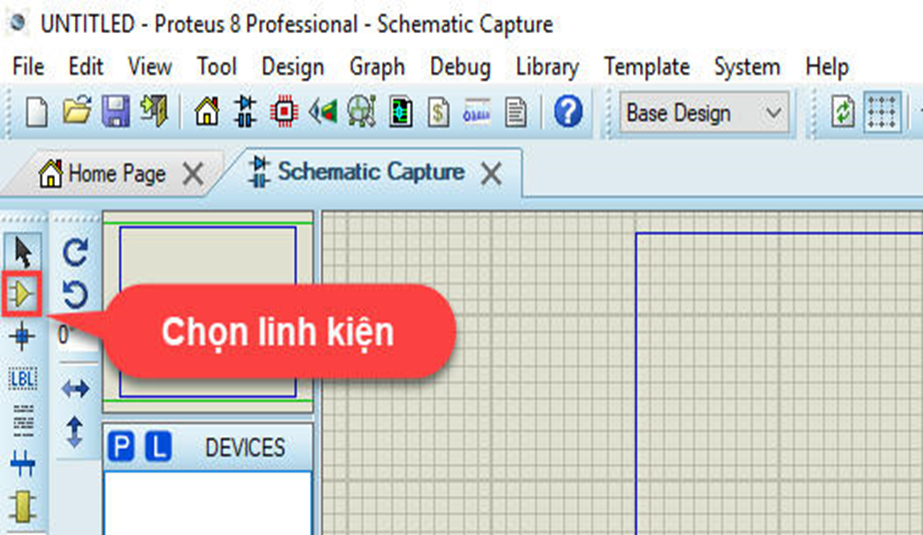 UNTITLED - Proteus 8 Professional - Schematic Capture
File Edit View Tool Design Graph Debug Library Template System Help
$ ? Base Design
Home Page Schematic Capture
Chọn linh kiện
0°
LBL
P L DEVICES